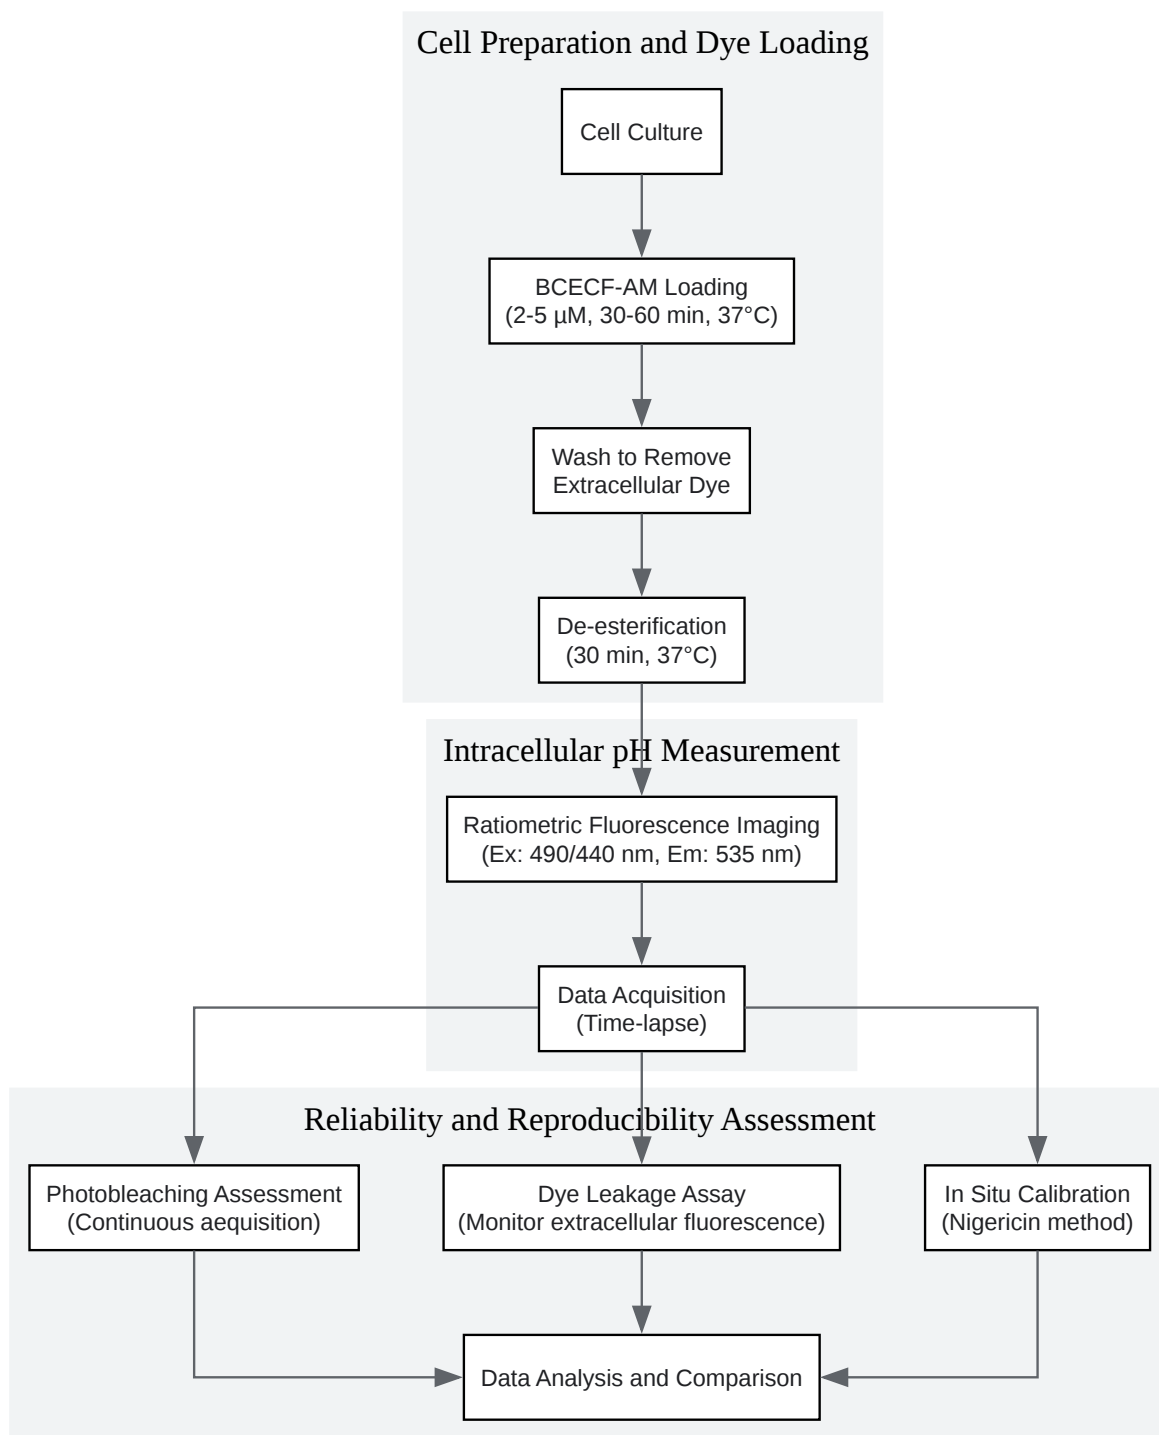 Cell Preparation and Dye Loading
Cell Culture
BCECF-AM Loading
(2-5 µM, 30-60 min, 37°C)
Wash to Remove
Extracellular Dye
De-esterification
(30 min, 37°C)
Intracellular pH Measurement
Ratiometric Fluorescence Imaging
(Ex: 490/440 nm, Em: 535 nm)
Data Acquisition
(Time-lapse)
Reliability and Reproducibility Assessment
Photobleaching Assessment
(Continuous aequisition)
Dye Leakage Assay
(Monitor extracellular fluorescence)
In Situ Calibration
(Nigericin method)
Data Analysis and Comparison